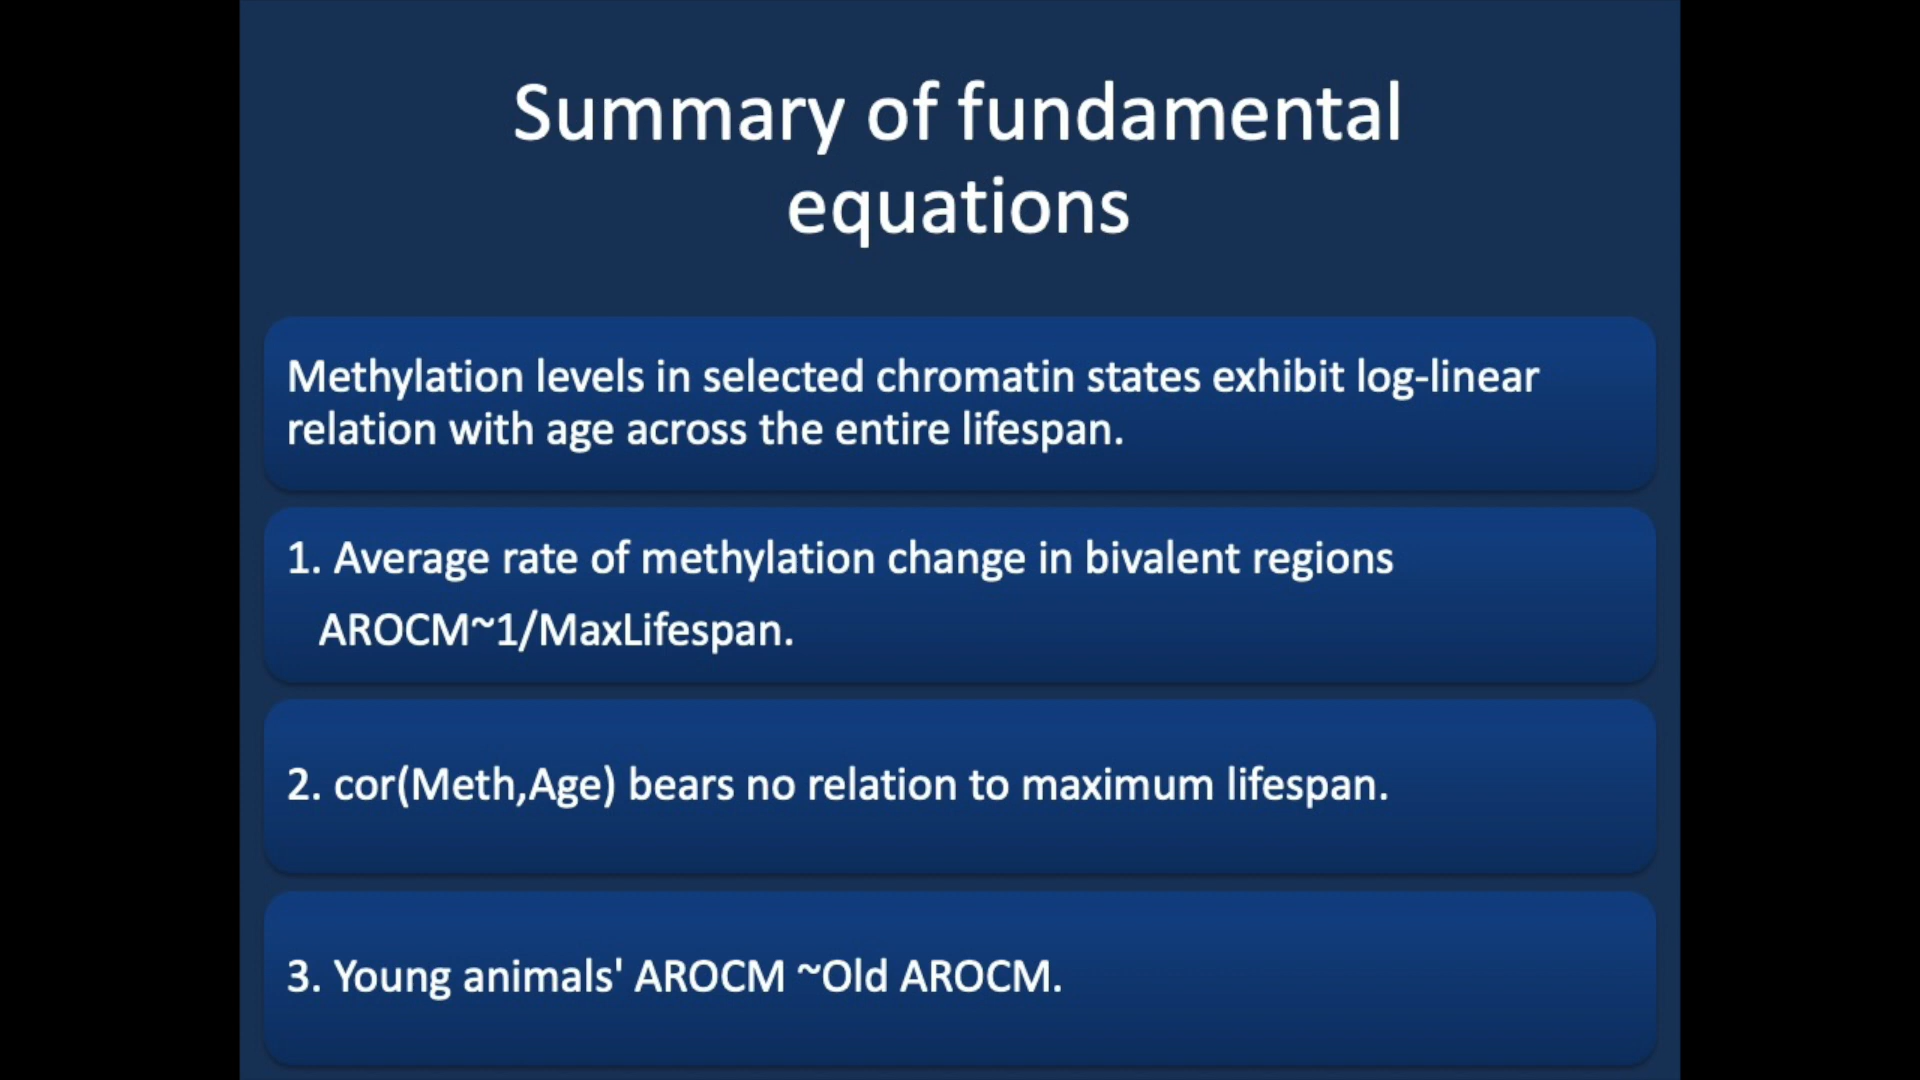 Summary of fundamental
equations
Methylation levels in selected chromatin states exhibit log-linear
relation with age across the entire lifespan.
1. Average rate of methylation change in bivalent regions
AROCM~1/MaxLifespan.
2. cor(Meth,Age) bears no relation to maximum lifespan.
3. Young animals' AROCM ~Old AROCM.